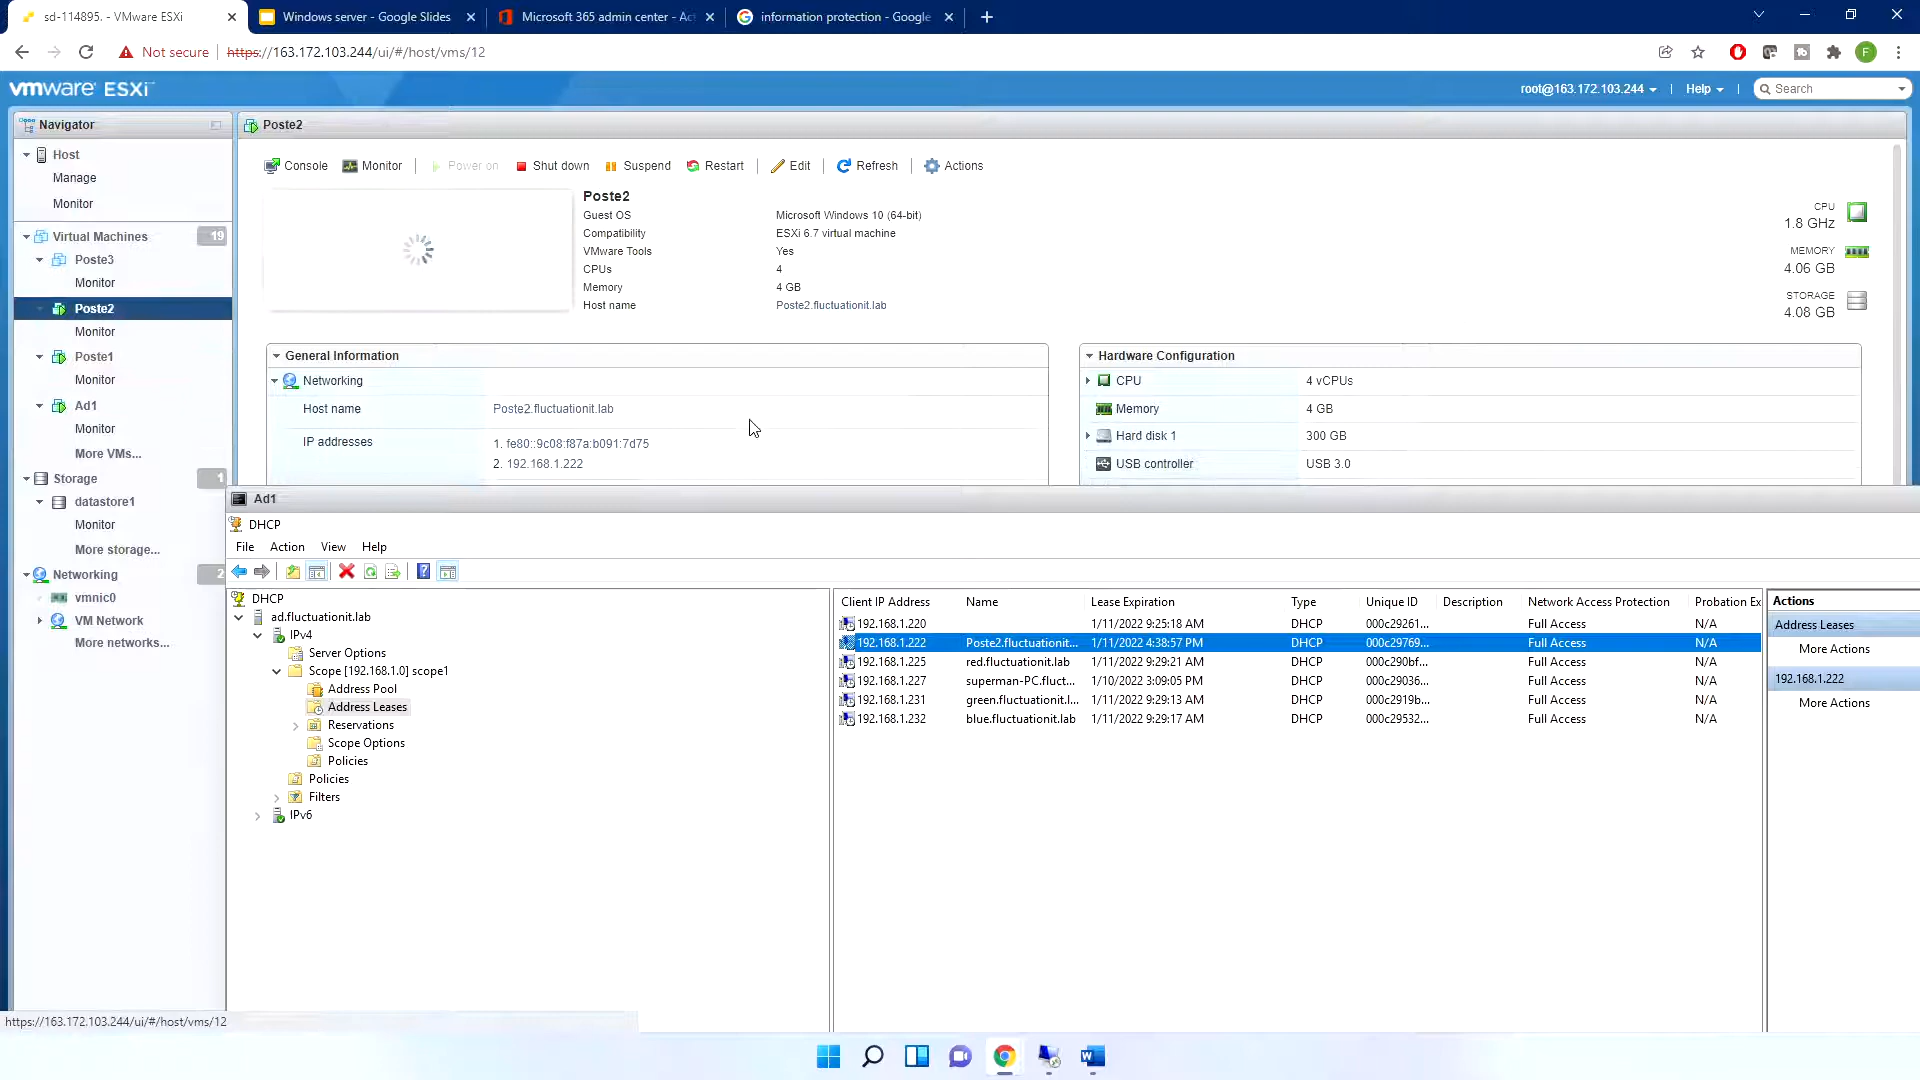 sd-114895. - VMware ESXi
Windows server - Google Slides
Microsoft 365 admin center - Ac
information protection - Google
Not secure
https://163.172.103.244/ui/#/host/vms/12
F
vmware ESXi
root@163.172.103.244
Help
Search
Navigator
Host
Manage
Monitor
Virtual Machines
19
Poste3
Monitor
Poste2
Monitor
Poste1
Monitor
Ad1
Monitor
More VMs...
Storage
1
datastore1
Monitor
More storage...
Networking
2
vmnic0
VM Network
More networks...
Poste2
Console
Monitor
Power on
Shut down
Suspend
Restart
Edit
Refresh
Actions
Poste2
Guest OS Microsoft Windows 10 (64-bit)
Compatibility ESXi 6.7 virtual machine
VMware Tools Yes
CPUs 4
Memory 4 GB
Host name Poste2.fluctuationit.lab
CPU
1.8 GHz
MEMORY
4.06 GB
STORAGE
4.08 GB
General Information
Networking
Host name Poste2.fluctuationit.lab
IP addresses 1. fe80::9c08:f87a:b091:7d75
2. 192.168.1.222
Hardware Configuration
CPU 4 vCPUs
Memory 4 GB
Hard disk 1 300 GB
USB controller USB 3.0
Ad1
DHCP
File Action View Help
DHCP
ad.fluctuationit.lab
IPv4
Server Options
Scope [192.168.1.0] scope1
Address Pool
Address Leases
Reservations
Scope Options
Policies
Policies
Filters
IPv6
Client IP Address Name Lease Expiration Type Unique ID Description Network Access Protection Probation Ex
192.168.1.220 1/11/2022 9:25:18 AM DHCP 000c29261... Full Access N/A
192.168.1.222 Poste2.fluctuationit... 1/11/2022 4:38:57 PM DHCP 000c29769... Full Access N/A
192.168.1.225 red.fluctuationit.lab 1/11/2022 9:29:21 AM DHCP 000c290bf... Full Access N/A
192.168.1.227 superman-PC.fluct... 1/10/2022 3:09:05 PM DHCP 000c29036... Full Access N/A
192.168.1.231 green.fluctuationit.l... 1/11/2022 9:29:13 AM DHCP 000c2919b... Full Access N/A
192.168.1.232 blue.fluctuationit.lab 1/11/2022 9:29:17 AM DHCP 000c29532... Full Access N/A
Actions
Address Leases
More Actions
192.168.1.222
More Actions
https://163.172.103.244/ui/#/host/vms/12